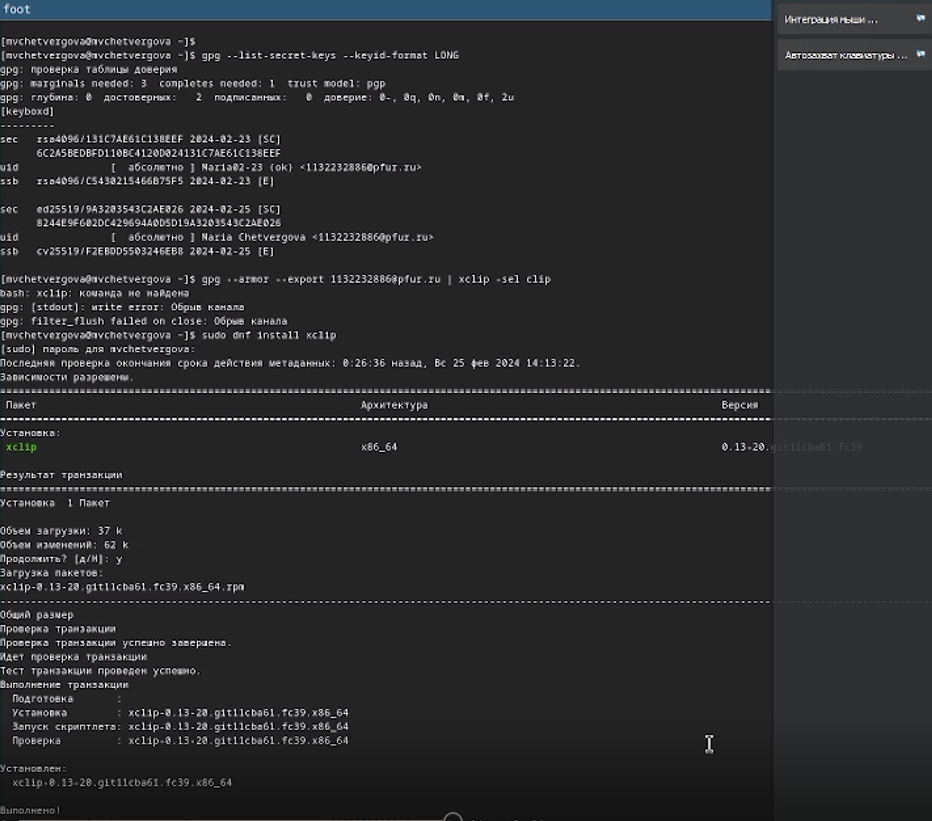 foot
Интеграция мыши ...
Автозахват клавиатуры ...
[mvchetvergova@mvchetvergova ~]$
[mvchetvergova@mvchetvergova ~]$ gpg --list-secret-keys --keyid-format LONG
gpg: проверка таблицы доверия
gpg: marginals needed: 3  completes needed: 1  trust model: pgp
gpg: глубина: 0  достоверных:   2  подписанных:   0  доверие: 0-, 0q, 0n, 0m, 0f, 2u
[keyboxd]
---------
sec   rsa4096/131C7AE61C138EEF 2024-02-23 [SC]
6C2A5BEDBFD110BC4120D024131C7AE61C138EEF
uid               [  абсолютно ] Maria02-23 (ok) <1132232886@pfur.ru>
ssb   rsa4096/C5430215466B75F5 2024-02-23 [E]
sec   ed25519/9A3203543C2AE026 2024-02-25 [SC]
8244E9F602DC429694A0D5D19A3203543C2AE026
uid               [  абсолютно ] Maria Chetvergova <1132232886@pfur.ru>
ssb   cv25519/F2EBDD5503246EB8 2024-02-25 [E]
[mvchetvergova@mvchetvergova ~]$ gpg --armor --export 1132232886@pfur.ru | xclip -sel clip
bash: xclip: команда не найдена
gpg: [stdout]: write error: Обрыв канала
gpg: filter_flush failed on close: Обрыв канала
[mvchetvergova@mvchetvergova ~]$ sudo dnf install xclip
[sudo] пароль для mvchetvergova:
Последняя проверка окончания срока действия метаданных: 0:26:36 назад, Вс 25 фев 2024 14:13:22.
Зависимости разрешены.
Пакет Архитектура Версия
Установка:
xclip x86_64 0.13-20.git11cba61.fc39
Результат транзакции
Установка  1 Пакет
Объем загрузки: 37 k
Объем изменений: 62 k
Продолжить? [д/Н]: y
Загрузка пакетов:
xclip-0.13-20.git11cba61.fc39.x86_64.rpm
Общий размер
Проверка транзакции
Проверка транзакции успешно завершена.
Идет проверка транзакции
Тест транзакции проведен успешно.
Выполнение транзакции
Подготовка       :
Установка        : xclip-0.13-20.git11cba61.fc39.x86_64
Запуск скриптлета: xclip-0.13-20.git11cba61.fc39.x86_64
Проверка         : xclip-0.13-20.git11cba61.fc39.x86_64
Установлен:
xclip-0.13-20.git11cba61.fc39.x86_64
Выполнено!